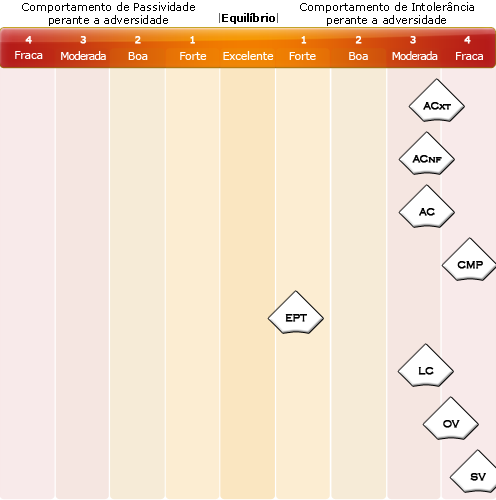 Comportamento de Passividade
perante a adversidade
|Equilíbrio|
Comportamento de Intolerância
perante a adversidade
4 3 2 1 1 2 3 4
Fraca Moderada Boa Forte Excelente Forte Boa Moderada Fraca
ACXT
ACNF
AC
CMP
EPT
LC
OV
SV